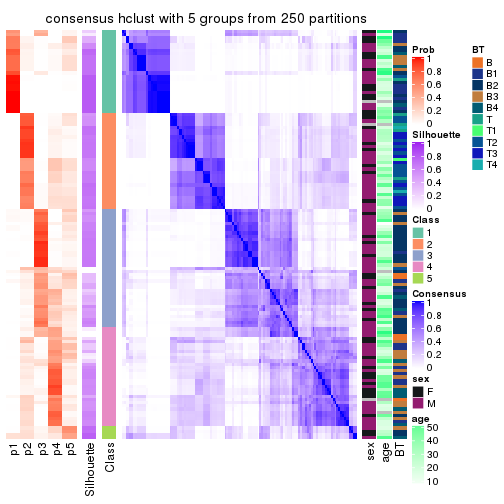 consensus hclust with 5 groups from 250 partitions
Prob
1
0.8
0.6
0.4
0.2
0
Silhouette
1
0.8
0.6
0.4
0.2
0
Class
1
2
3
4
5
Consensus
1
0.8
0.6
0.4
0.2
0
sex
F
M
age
50
40
30
20
10
BT
B
B1
B2
B3
B4
T
T1
T2
T3
T4
p1
p2
p3
p4
p5
Silhouette
Class
sex
age
BT